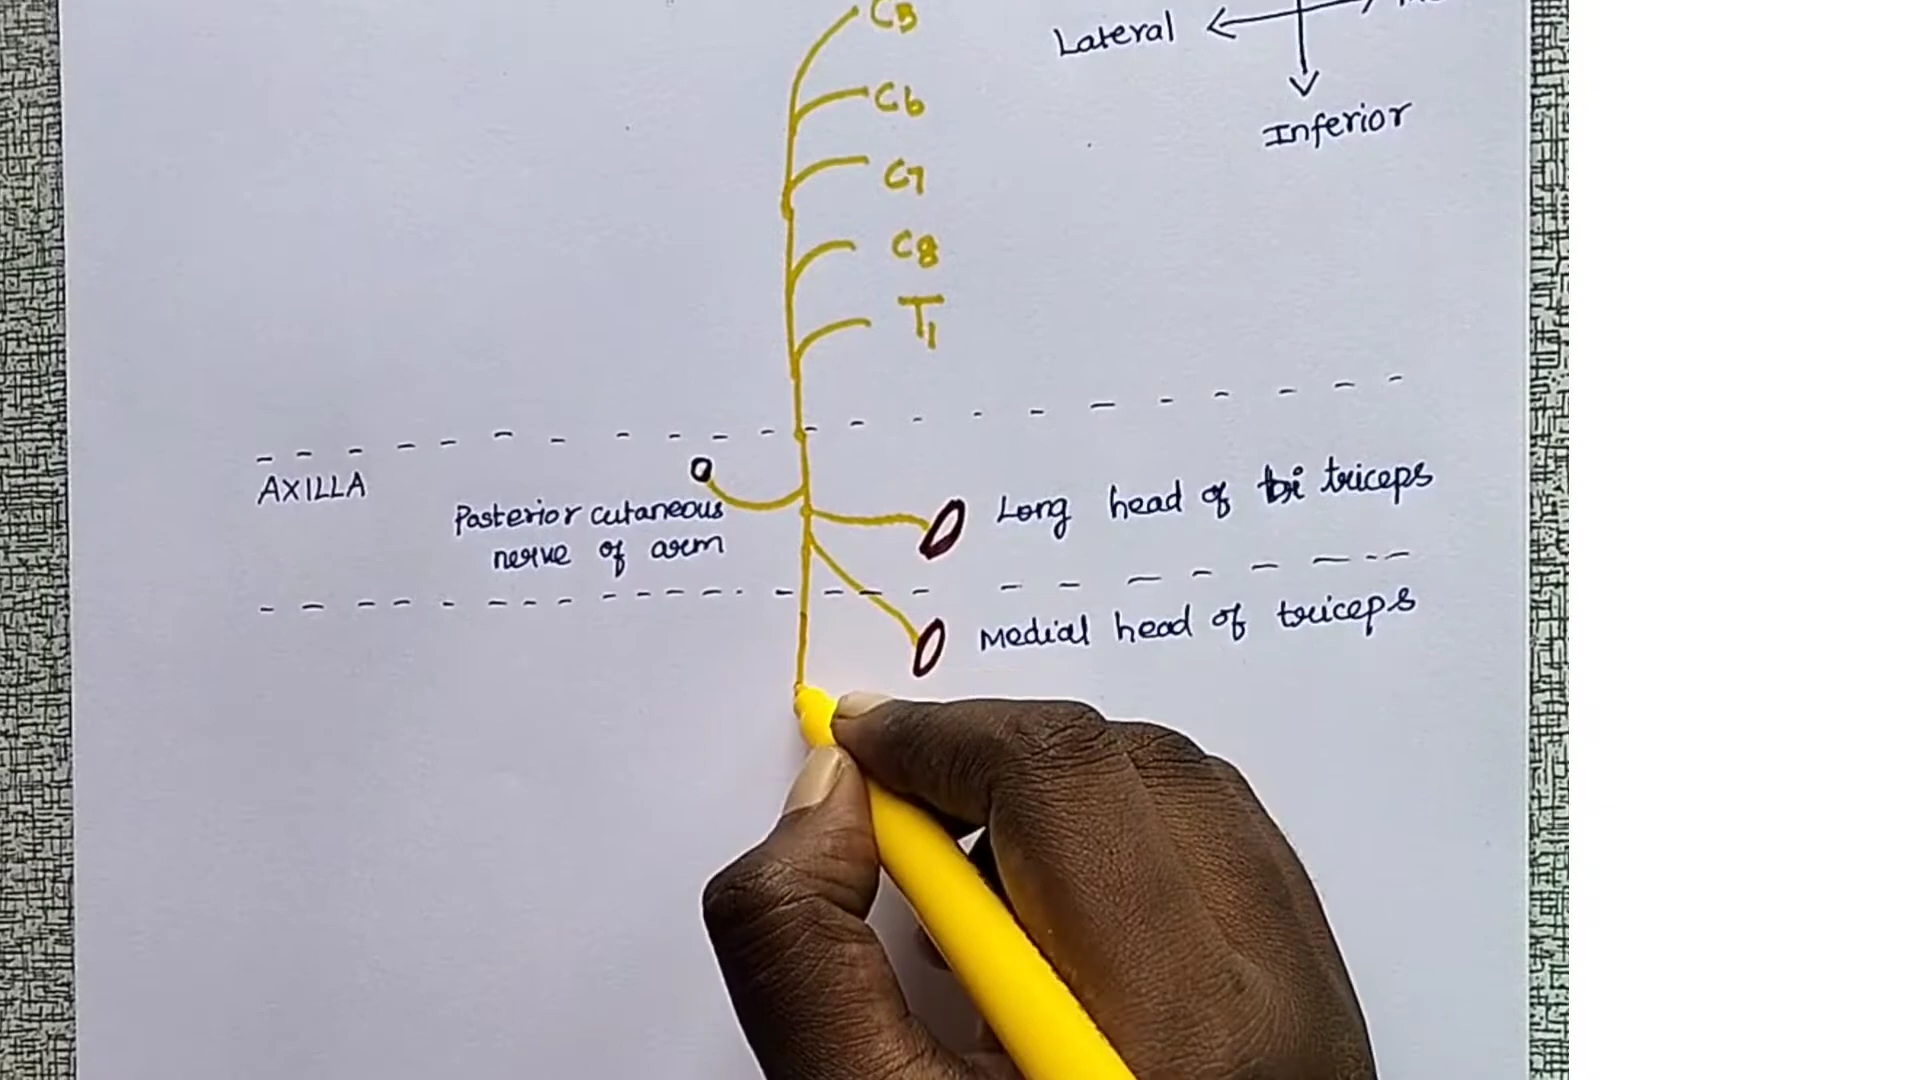 C5
Lateral
C6
Inferior
C7
C8
T1
AXILLA
Posterior cutaneous
nerve of arm
Long head of tri triceps
Medial head of triceps